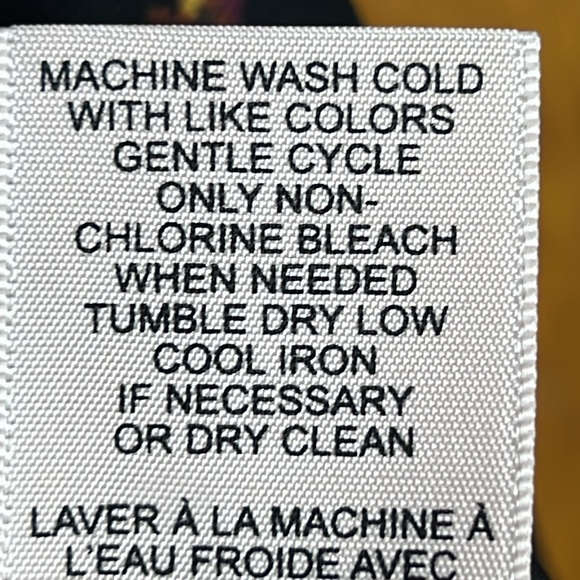 MACHINE WASH COLD
WITH LIKE COLORS
GENTLE CYCLE
ONLY NON-
CHLORINE BLEACH
WHEN NEEDED
TUMBLE DRY LOW
COOL IRON
IF NECESSARY
OR DRY CLEAN
LAVER À LA MACHINE À
L'EAU FROIDE AVEC